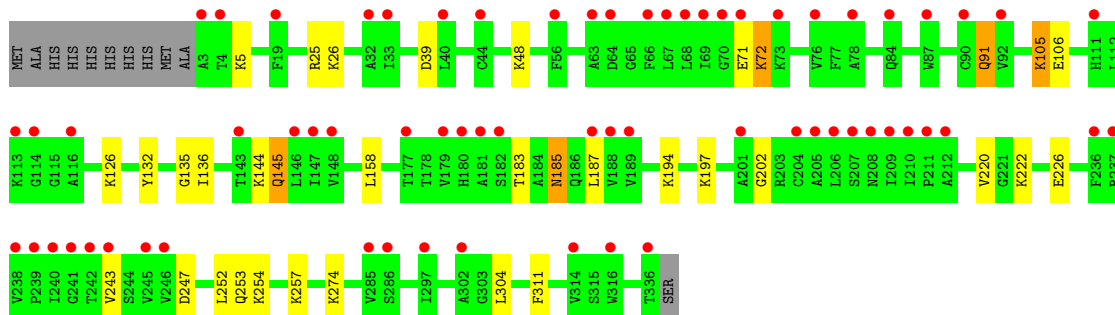 MET ALA HIS HIS HIS HIS HIS HIS MET ALA A3 T4 K5 F19 R25 K26 A32 I33 D39 L40 C44 K48 F56 A63 D64 G65 F66 L67 L68 I69 G70 E71 K72 K73 V76 F77 A78 Q84 W87 C90 Q91 V92 K105 E106 H111 L112
K113 G114 G115 A116 K126 Y132 G135 I136 T143 K144 Q145 L146 I147 V148 L158 T177 T178 V179 H180 A181 S182 T183 A184 N185 Q186 L187 V188 V189 K194 K197 A201 G202 R203 C204 A205 L206 S207 N208 I209 I210 P211 A212 V220 G221 K222 E226 F236 R237
V238 P239 I240 G241 T242 V243 S244 V245 V246 D247 L252 Q253 K254 K257 K274 V285 S286 I297 A302 G303 L304 F311 V314 S315 W316 T336 SER